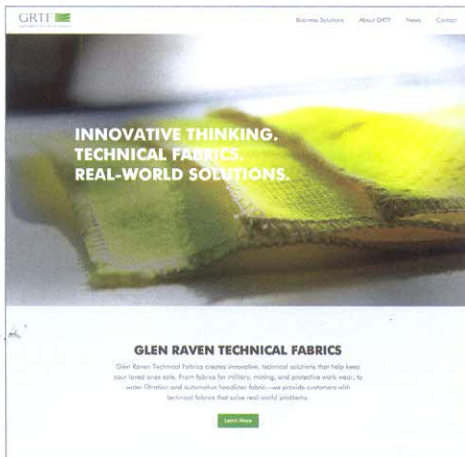 GRTF
Business Solutions About GRTF News Contact
INNOVATIVE THINKING.
TECHNICAL FABRICS.
REAL-WORLD SOLUTIONS.
GLEN RAVEN TECHNICAL FABRICS
Glen Raven Technical Fabrics creates innovative, technical solutions that help keep
your loved ones safe. From fabrics for military, mining, and protective work wear, to
water filtration and automotive headliner fabric—we provide customers with
technical fabrics that solve real world problems.
Learn More